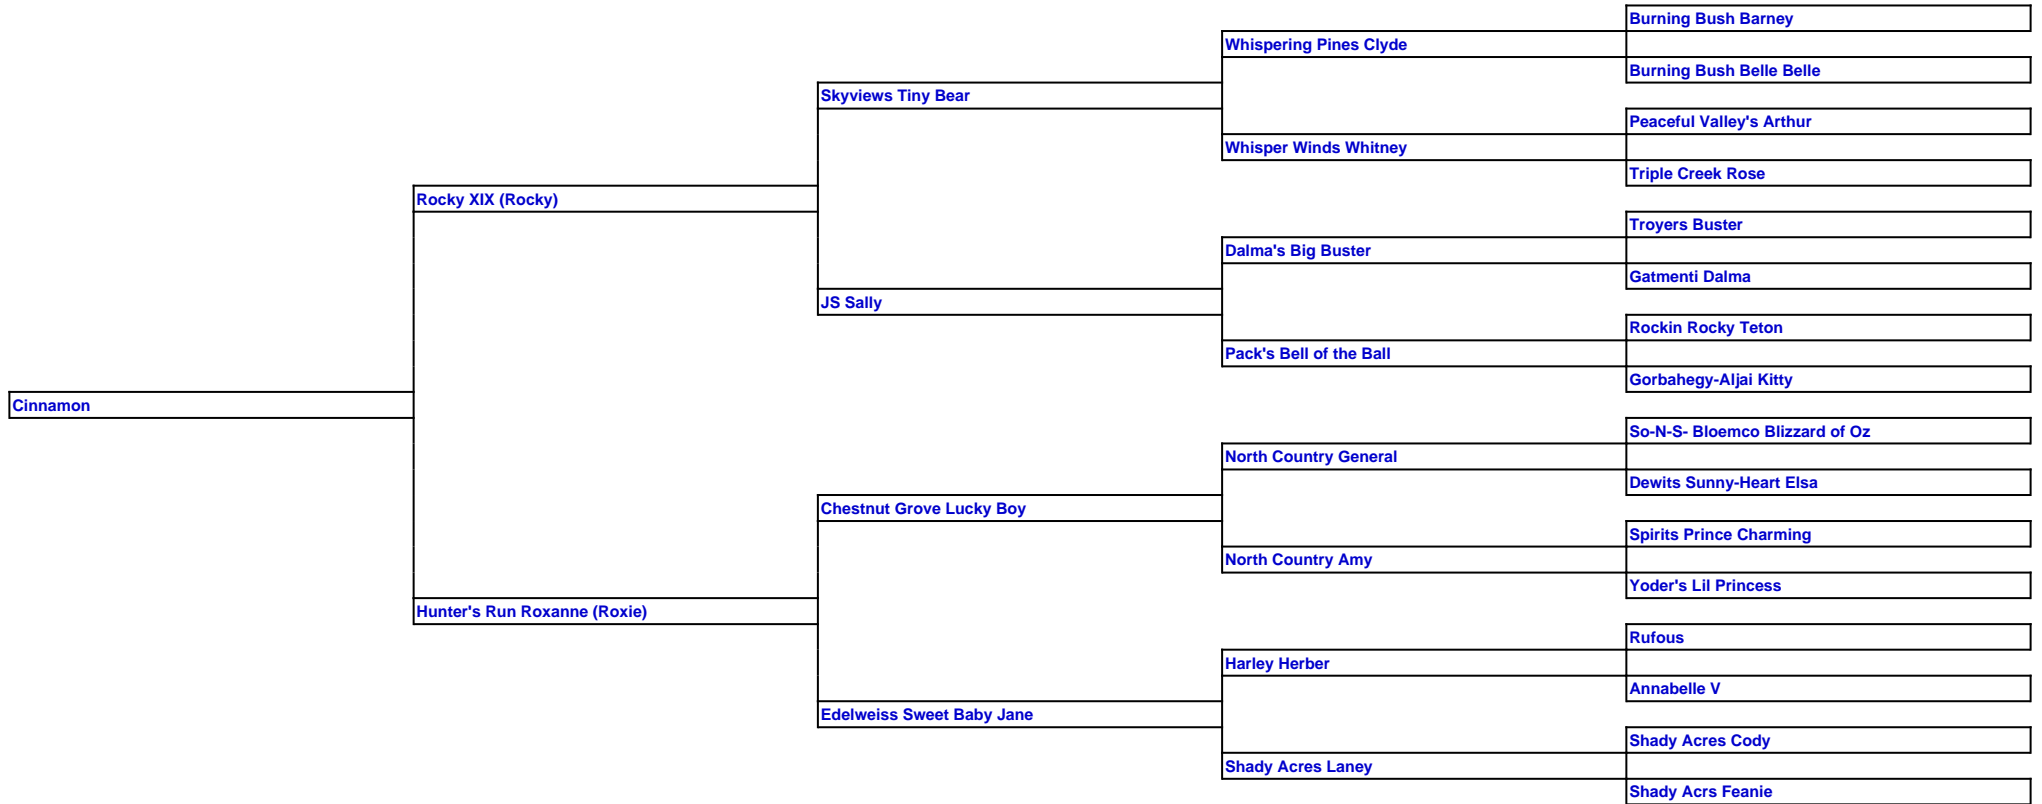 Burning Bush Barney
Whispering Pines Clyde
Burning Bush Belle Belle
Skyviews Tiny Bear
Peaceful Valley's Arthur
Whisper Winds Whitney
Triple Creek Rose
Rocky XIX (Rocky)
Troyers Buster
Dalma's Big Buster
Gatmenti Dalma
JS Sally
Rockin Rocky Teton
Pack's Bell of the Ball
Gorbahegy-Aljai Kitty
Cinnamon
So-N-S- Bloemco Blizzard of Oz
North Country General
Dewits Sunny-Heart Elsa
Chestnut Grove Lucky Boy
Spirits Prince Charming
North Country Amy
Yoder's Lil Princess
Hunter's Run Roxanne (Roxie)
Rufous
Harley Herber
Annabelle V
Edelweiss Sweet Baby Jane
Shady Acres Cody
Shady Acres Laney
Shady Acrs Feanie